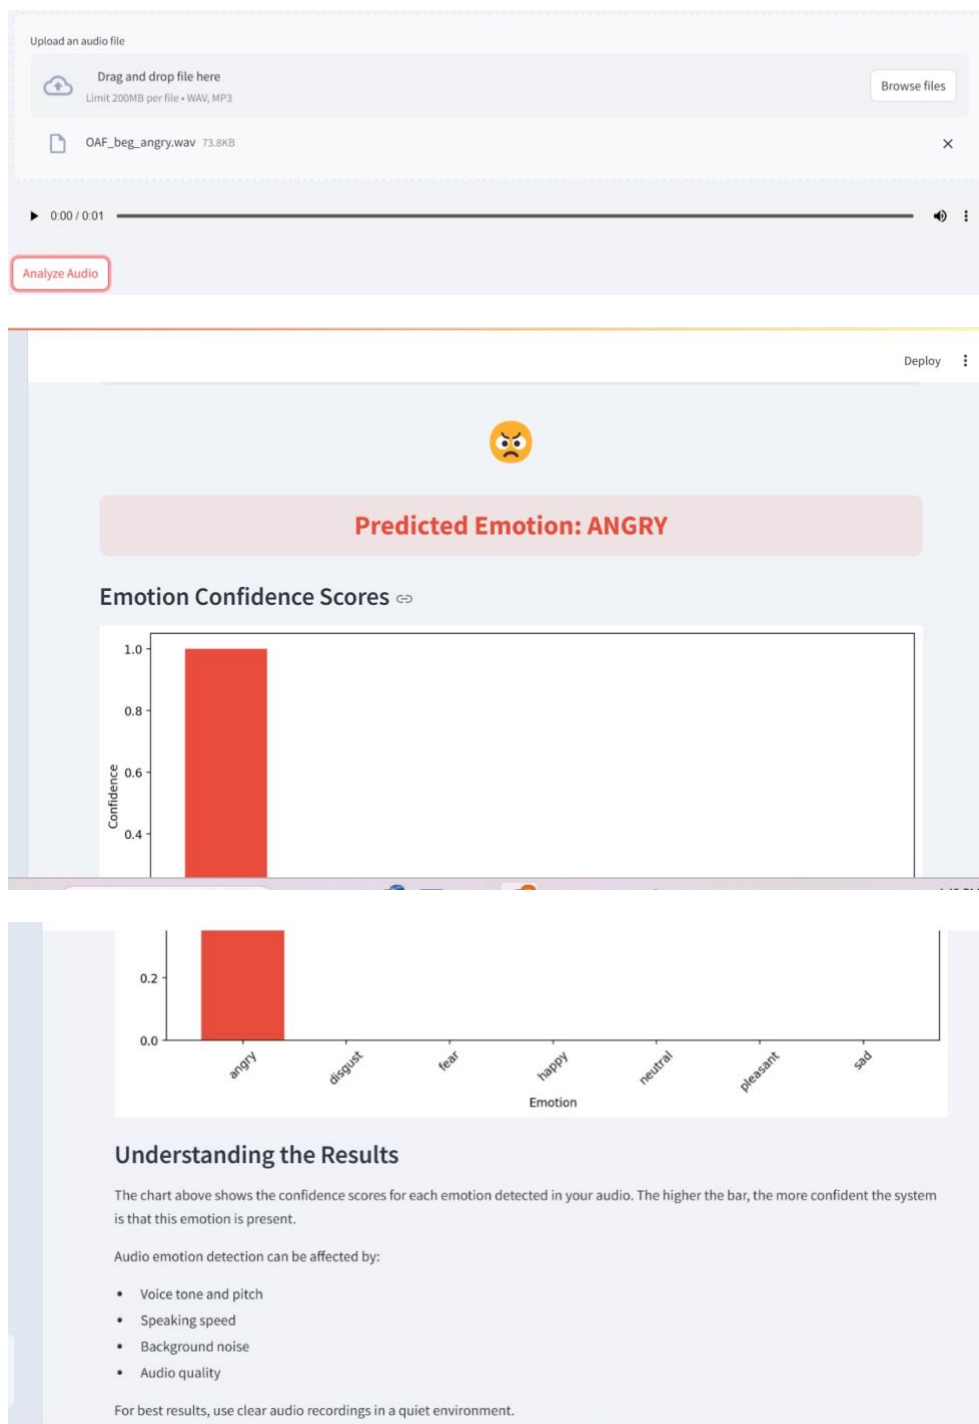 Upload an audio file
Drag and drop file here
Limit 200MB per file • WAV, MP3
Browse files
OAF_beg_angry.wav 73.8KB
0:00 / 0:01
Analyze Audio
Deploy
Predicted Emotion: ANGRY
Emotion Confidence Scores
1.0
0.8
0.6
0.4
Confidence
0.2
0.0
angry
disgust
fear
happy
neutral
pleasant
sad
Emotion
Understanding the Results
The chart above shows the confidence scores for each emotion detected in your audio. The higher the bar, the more confident the system
is that this emotion is present.
Audio emotion detection can be affected by:
• Voice tone and pitch
• Speaking speed
• Background noise
• Audio quality
For best results, use clear audio recordings in a quiet environment.